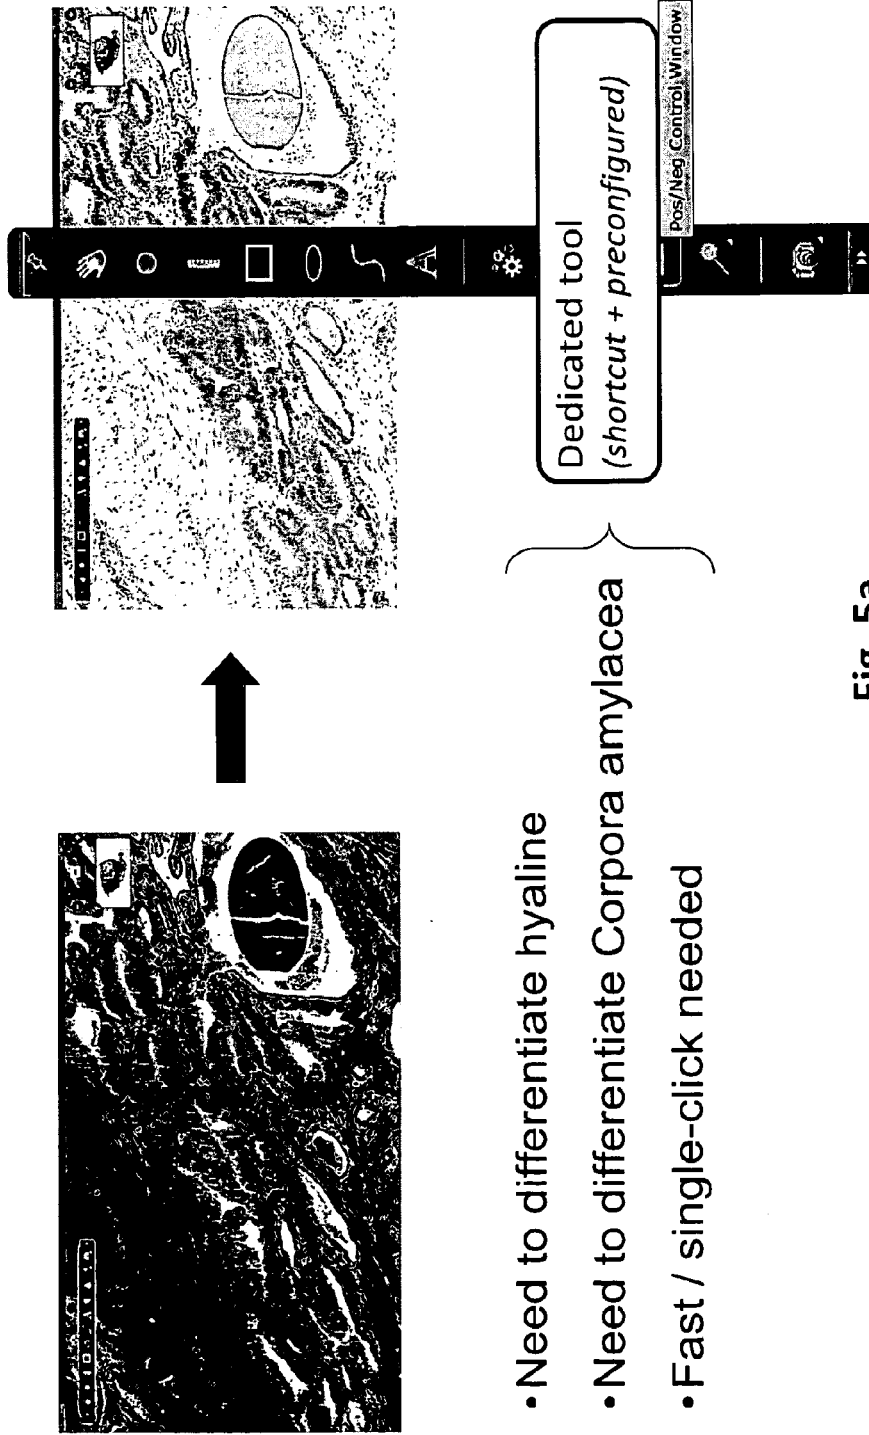 Pos/Neg Control Window
Dedicated tool
(shortcut + preconfigured)
•Need to differentiate hyaline
•Need to differentiate Corpora amylacea
•Fast / single-click needed
A
Fig. 5a